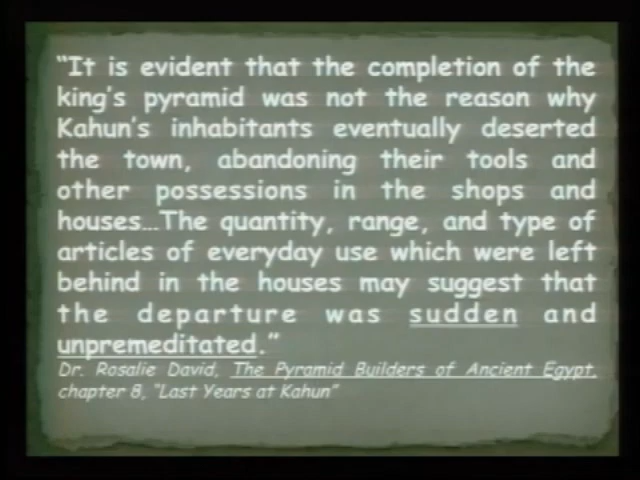 “It is evident that the completion of the
king's pyramid was not the reason why
Kahun's inhabitants eventually deserted
the town, abandoning their tools and
other possessions in the shops and
houses...The quantity, range, and type of
articles of everyday use which were left
behind in the houses may suggest that
the departure was sudden and
unpremeditated.”
Dr. Rosalie David, The Pyramid Builders of Ancient Egypt,
chapter 8, “Last Years at Kahun”